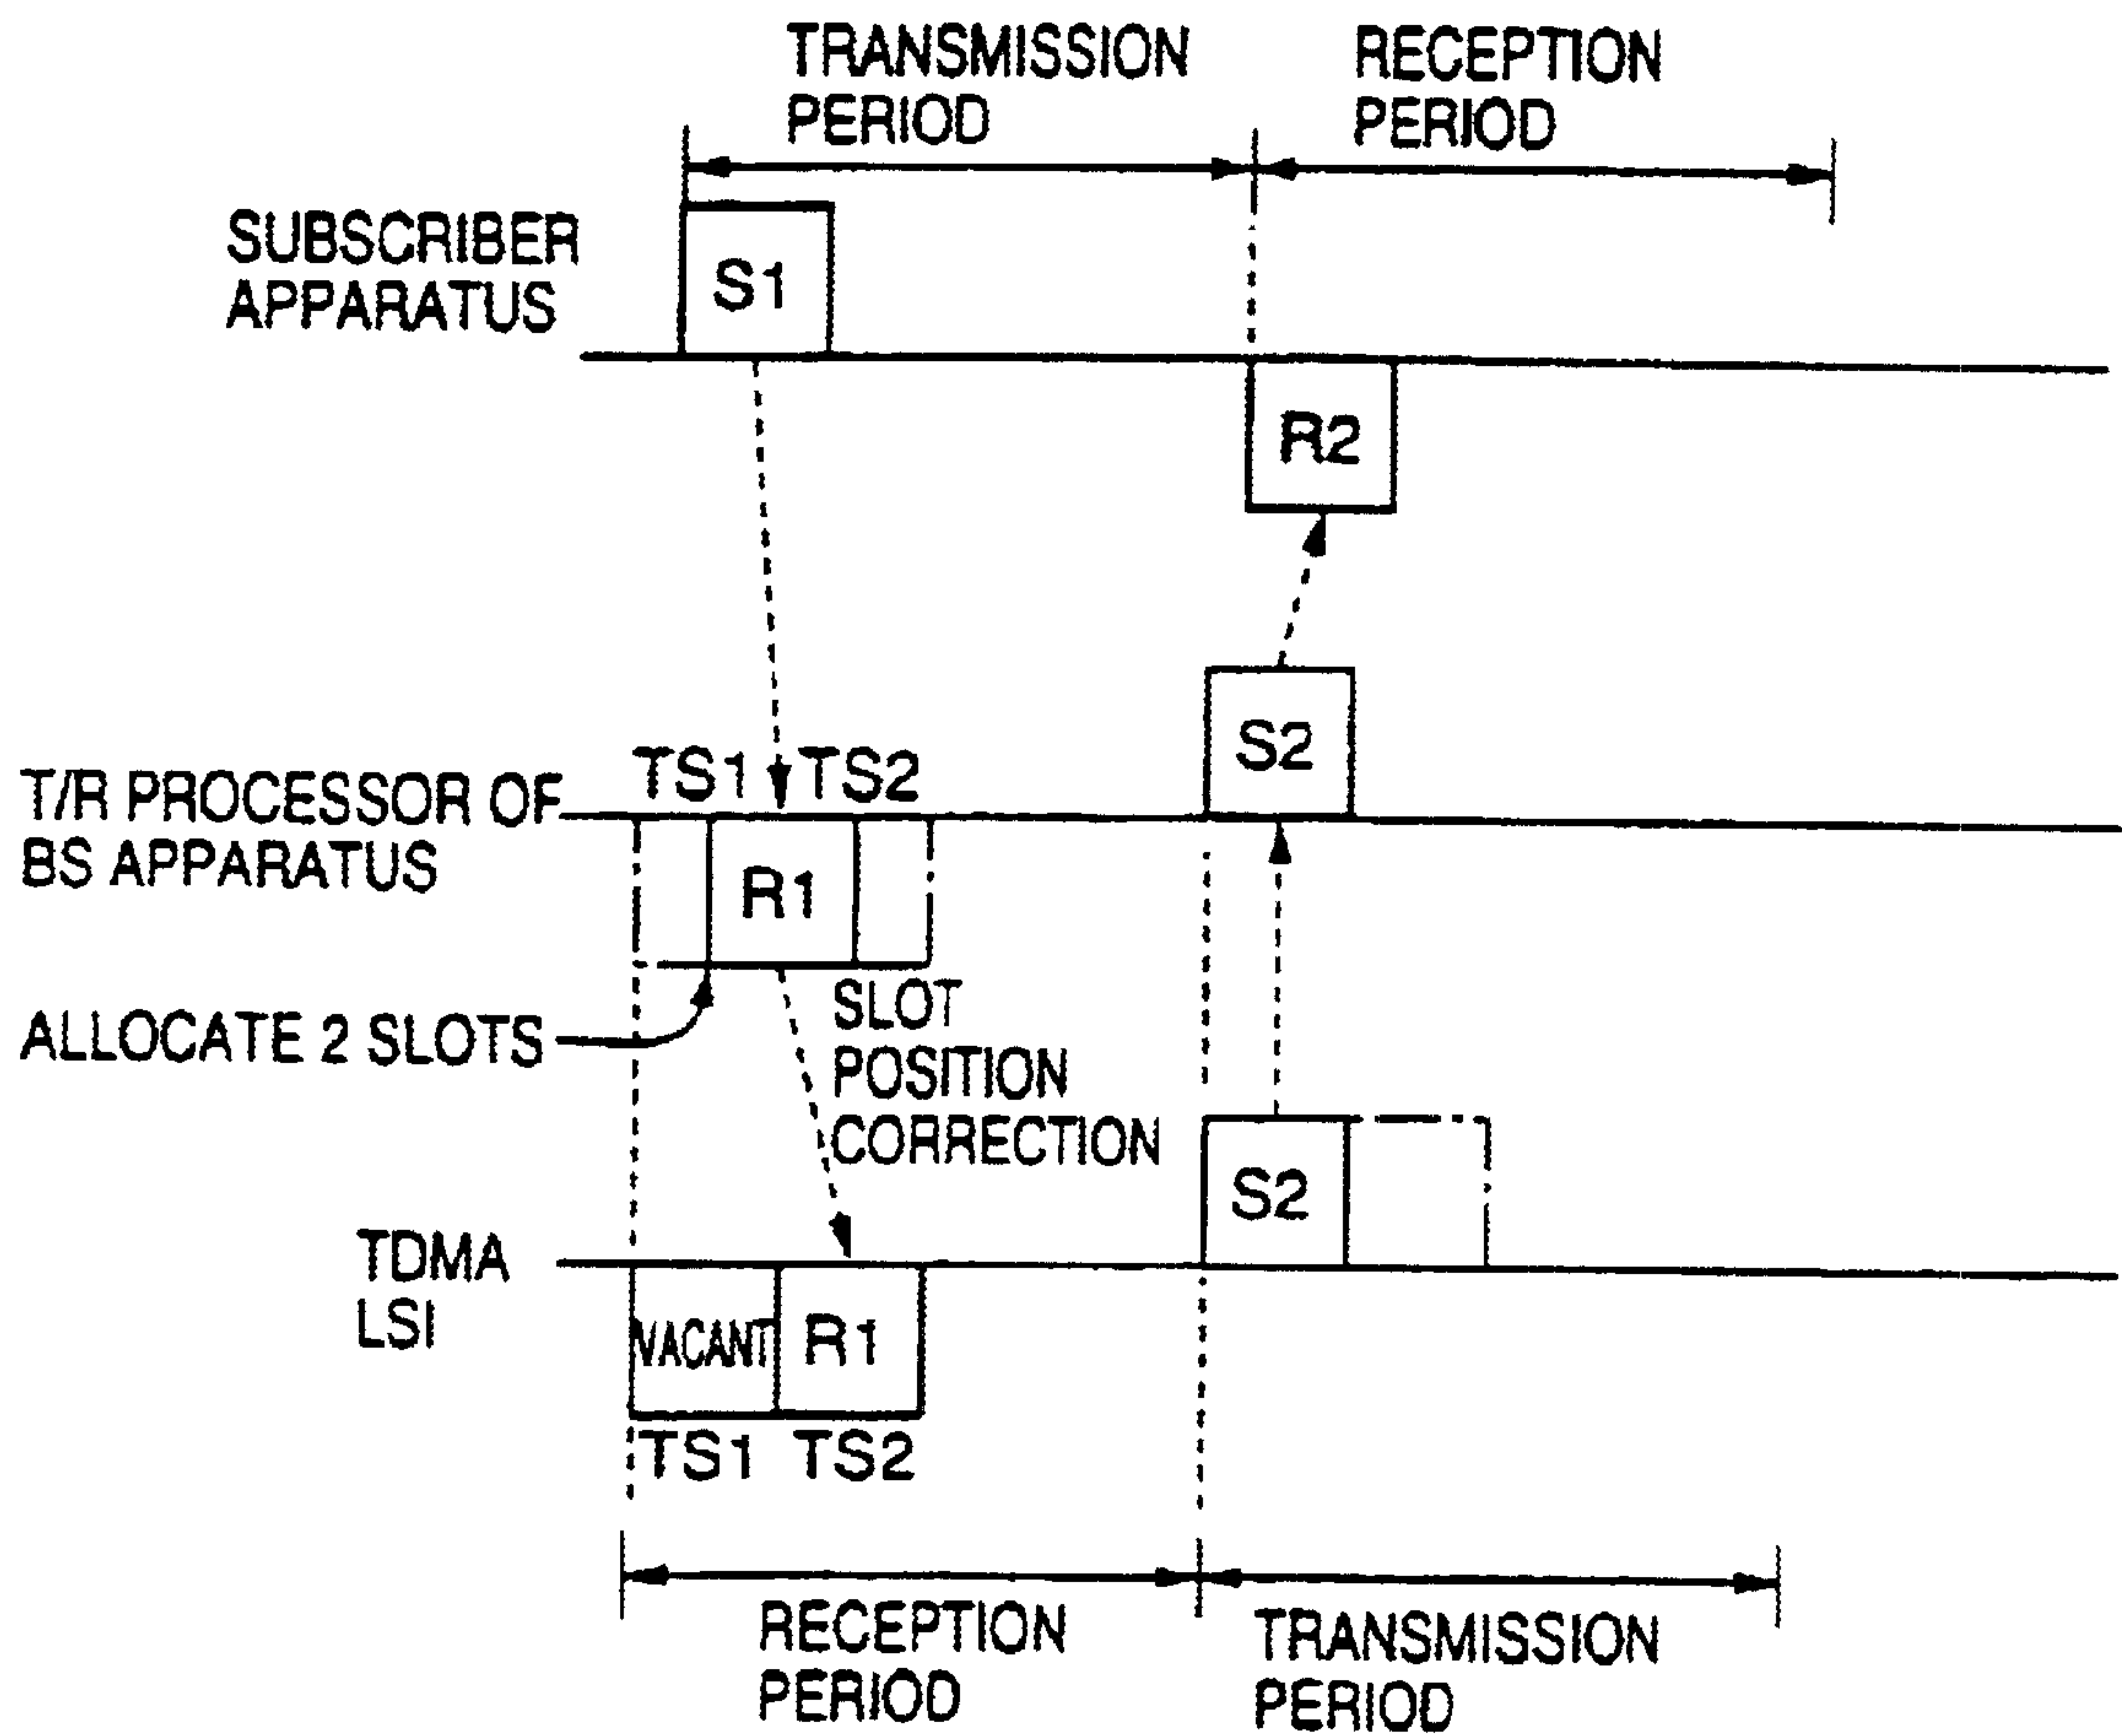 TRANSMISSION
PERIOD
RECEPTION
PERIOD
SUBSCRIBER
APPARATUS
S1
R2
S2
TS1 TS2
T/R PROCESSOR OF
BS APPARATUS
R1
ALLOCATE 2 SLOTS
SLOT
POSITION
CORRECTION
S2
TDMA
LSI
VACANT
R1
TS1 TS2
RECEPTION
PERIOD
TRANSMISSION
PERIOD